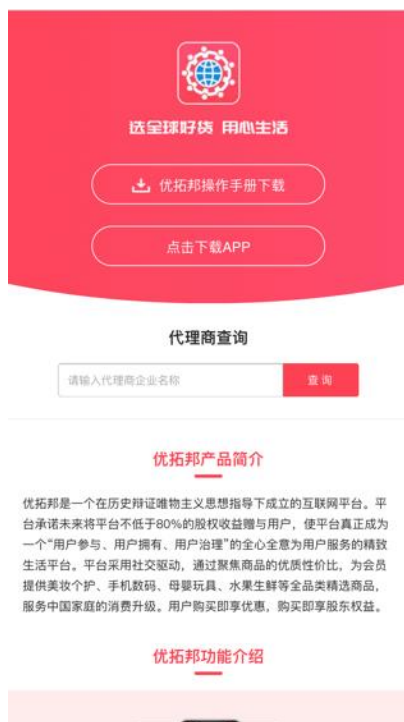 选全球好货 用心生活
优拓邦操作手册下载
点击下载APP
代理商查询
请输入代理商企业名称
查 询
优拓邦产品简介
优拓邦是一个在历史辩证唯物主义思想指导下成立的互联网平台。平
台承诺未来将平台不低于80%的股权收益赠与用户，使平台真正成为
一个“用户参与、用户拥有、用户治理”的全心全意为用户服务的精致
生活平台。平台采用社交驱动，通过聚焦商品的优质性价比，为会员
提供美妆个护、手机数码、母婴玩具、水果生鲜等全品类精选商品，
服务中国家庭的消费升级。用户购买即享优惠，购买即享股东权益。
优拓邦功能介绍